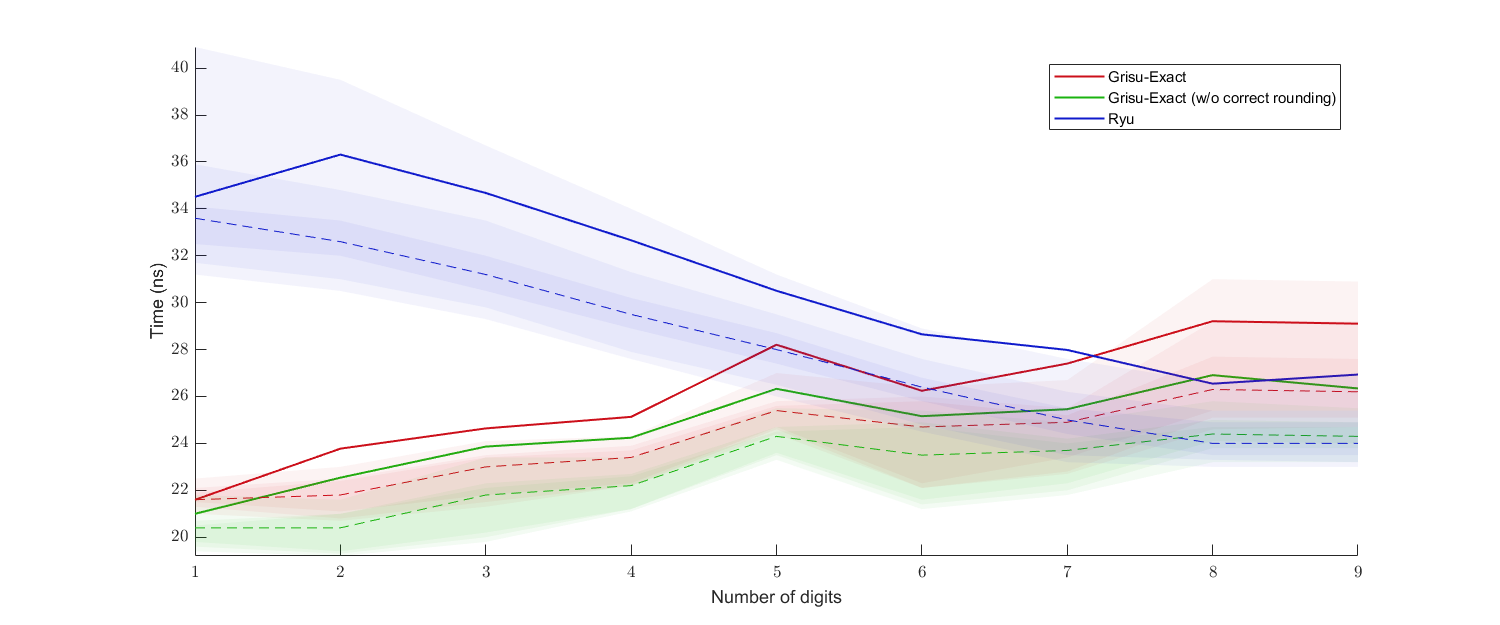 40
38
36
34
32
30
28
26
24
22
20
Time (ns)
Grisu-Exact
Grisu-Exact (w/o correct rounding)
Ryu
1 2 3 4 5 6 7 8 9
Number of digits